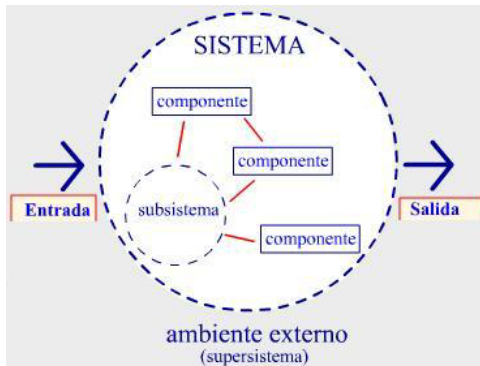 SISTEMA
componente
componente
Entrada
subsistema
Salida
componente
ambiente externo
(supersistema)